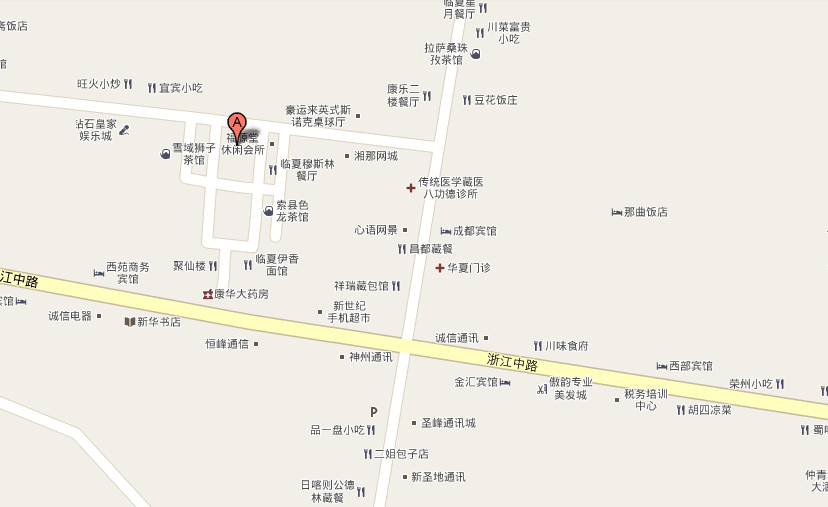 临夏星
月餐厅
川菜富贵
小吃
斋饭店
拉萨桑珠
孜茶馆
馆
旺火小炒
宜宾小吃
康乐二
楼餐厅
豆花饭庄
豪运来英式斯
诺克桌球厅
A
钻石皇家
娱乐城
福源堂
休闲会所
雪域狮子
茶馆
湘那网城
临夏穆斯林
餐厅
传统医学藏医
八功德诊所
索县色
龙茶馆
那曲饭店
心语网景
成都宾馆
昌都藏餐
聚仙楼
临夏伊香
面馆
西苑商务
宾馆
华夏门诊
江中路
祥瑞藏包馆
康华大药房
宾馆
诚信电器
新华书店
新世纪
手机超市
恒峰通信
诚信通讯
川味食府
神州通讯
浙江中路
西部宾馆
金汇宾馆
傲韵专业
美发城
荣州小吃
税务培训
中心
胡四凉菜
P
品一盘小吃
圣峰通讯城
蜀
二姐包子店
日喀则公德
林藏餐
新圣地通讯
仲青
大酒